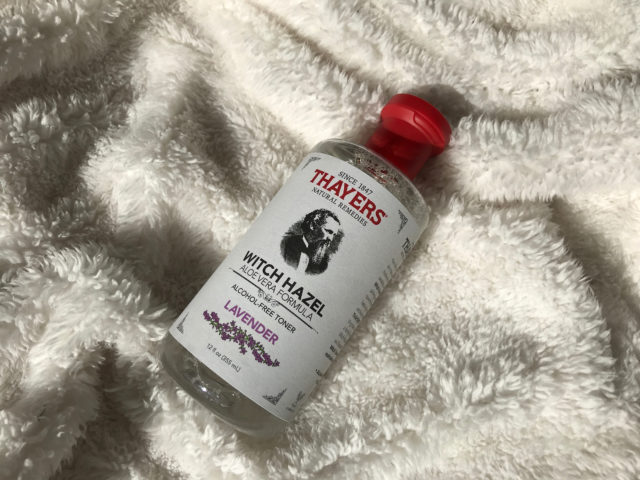 SINCE 1847
THAYERS
NATURAL REMEDIES
WITCH HAZEL
ALOE VERA FORMULA
ALCOHOL-FREE TONER
LAVENDER
12 fl oz (355 mL)